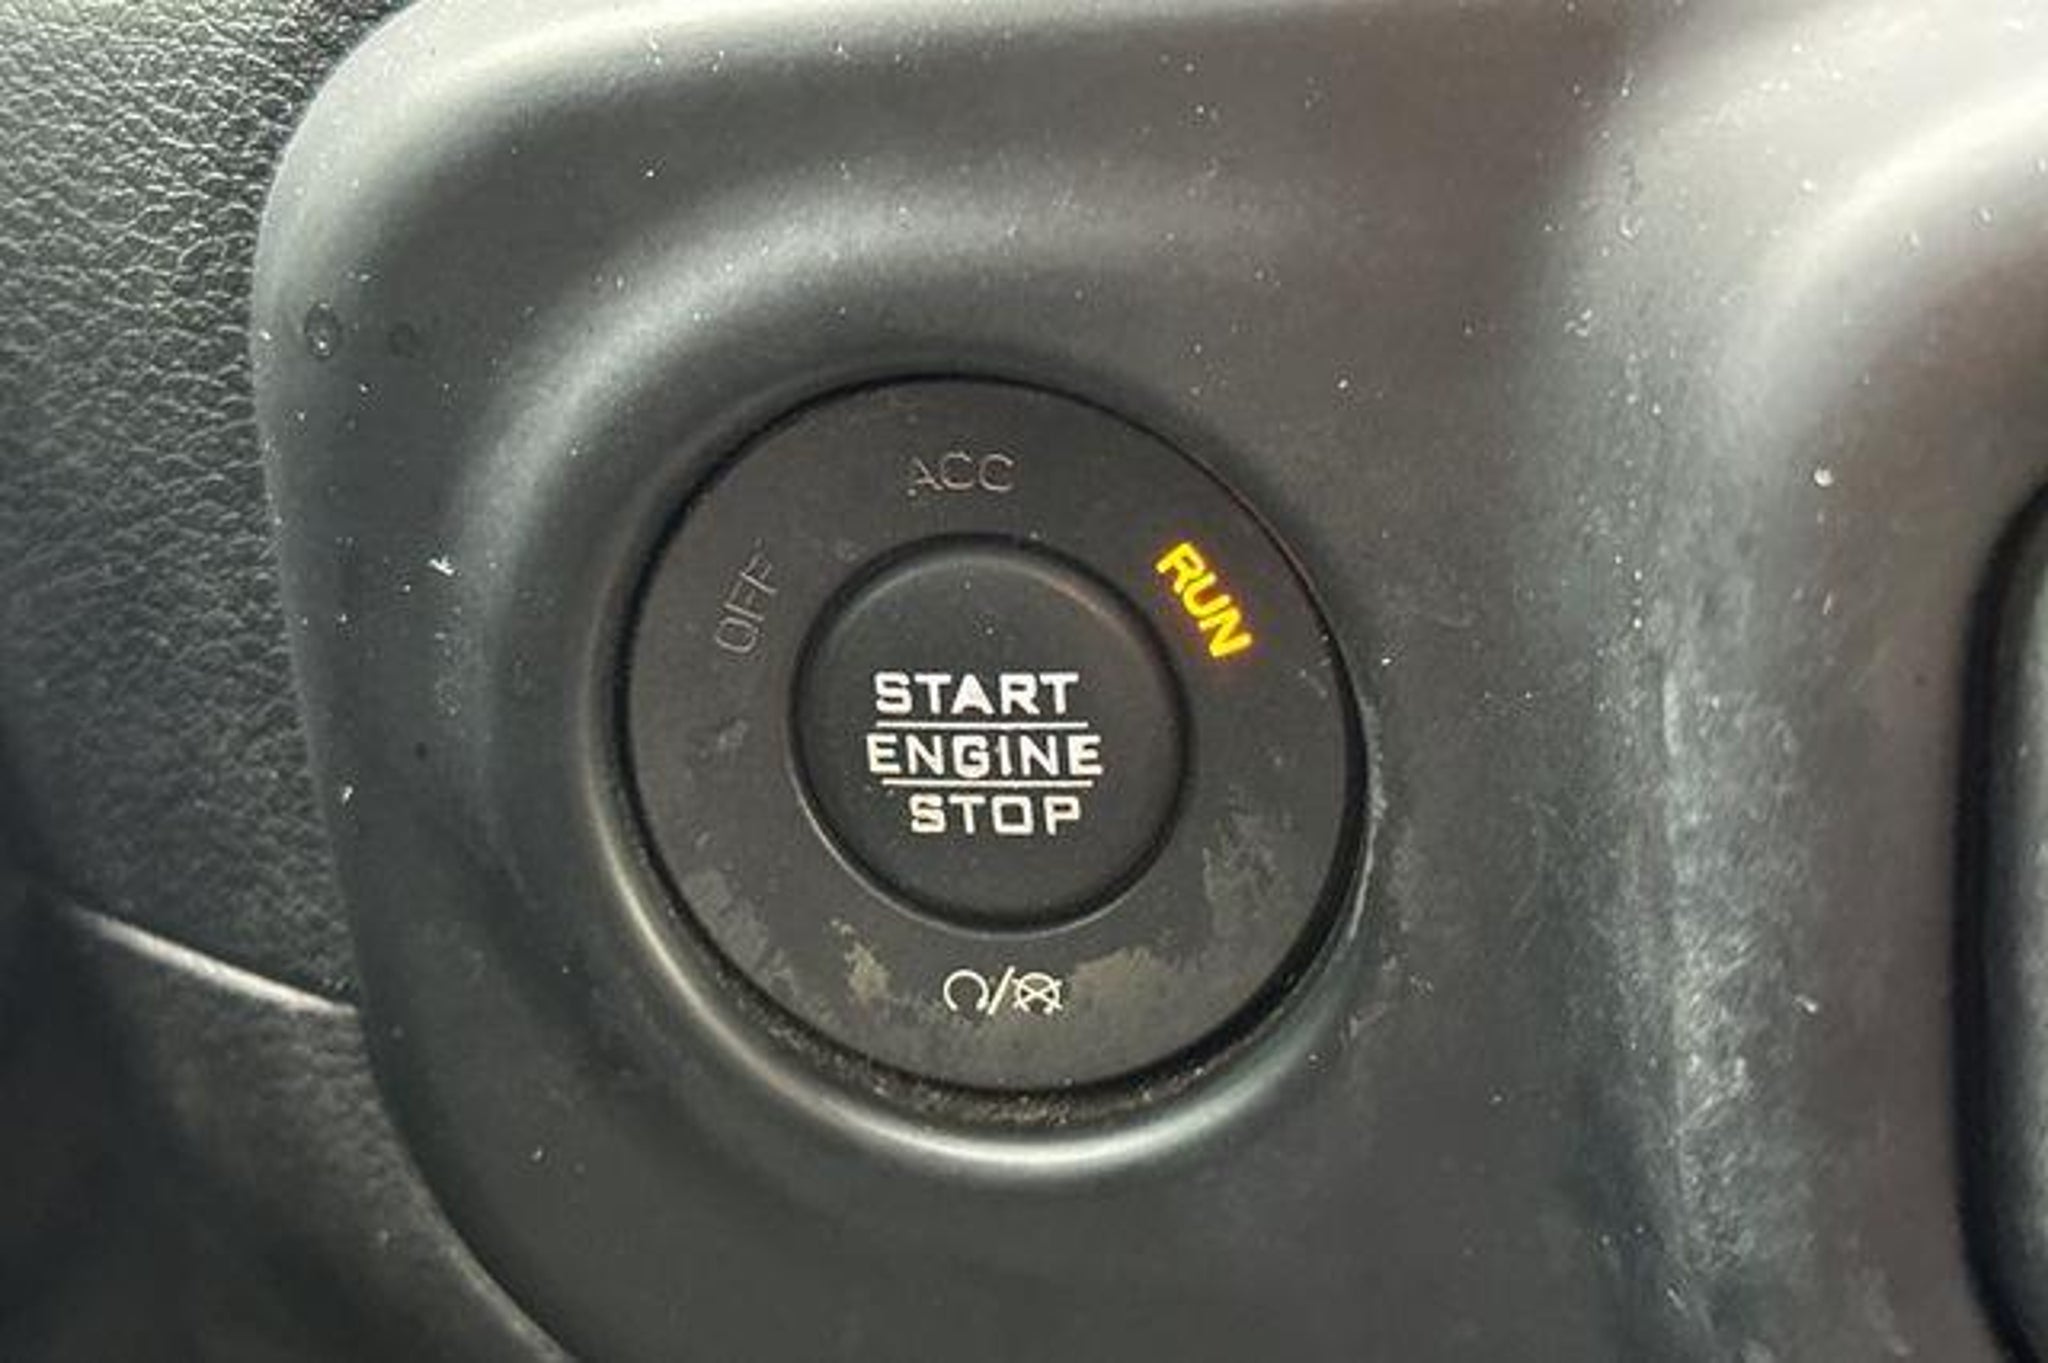 ACC
OFF
RUN
START
ENGINE
STOP